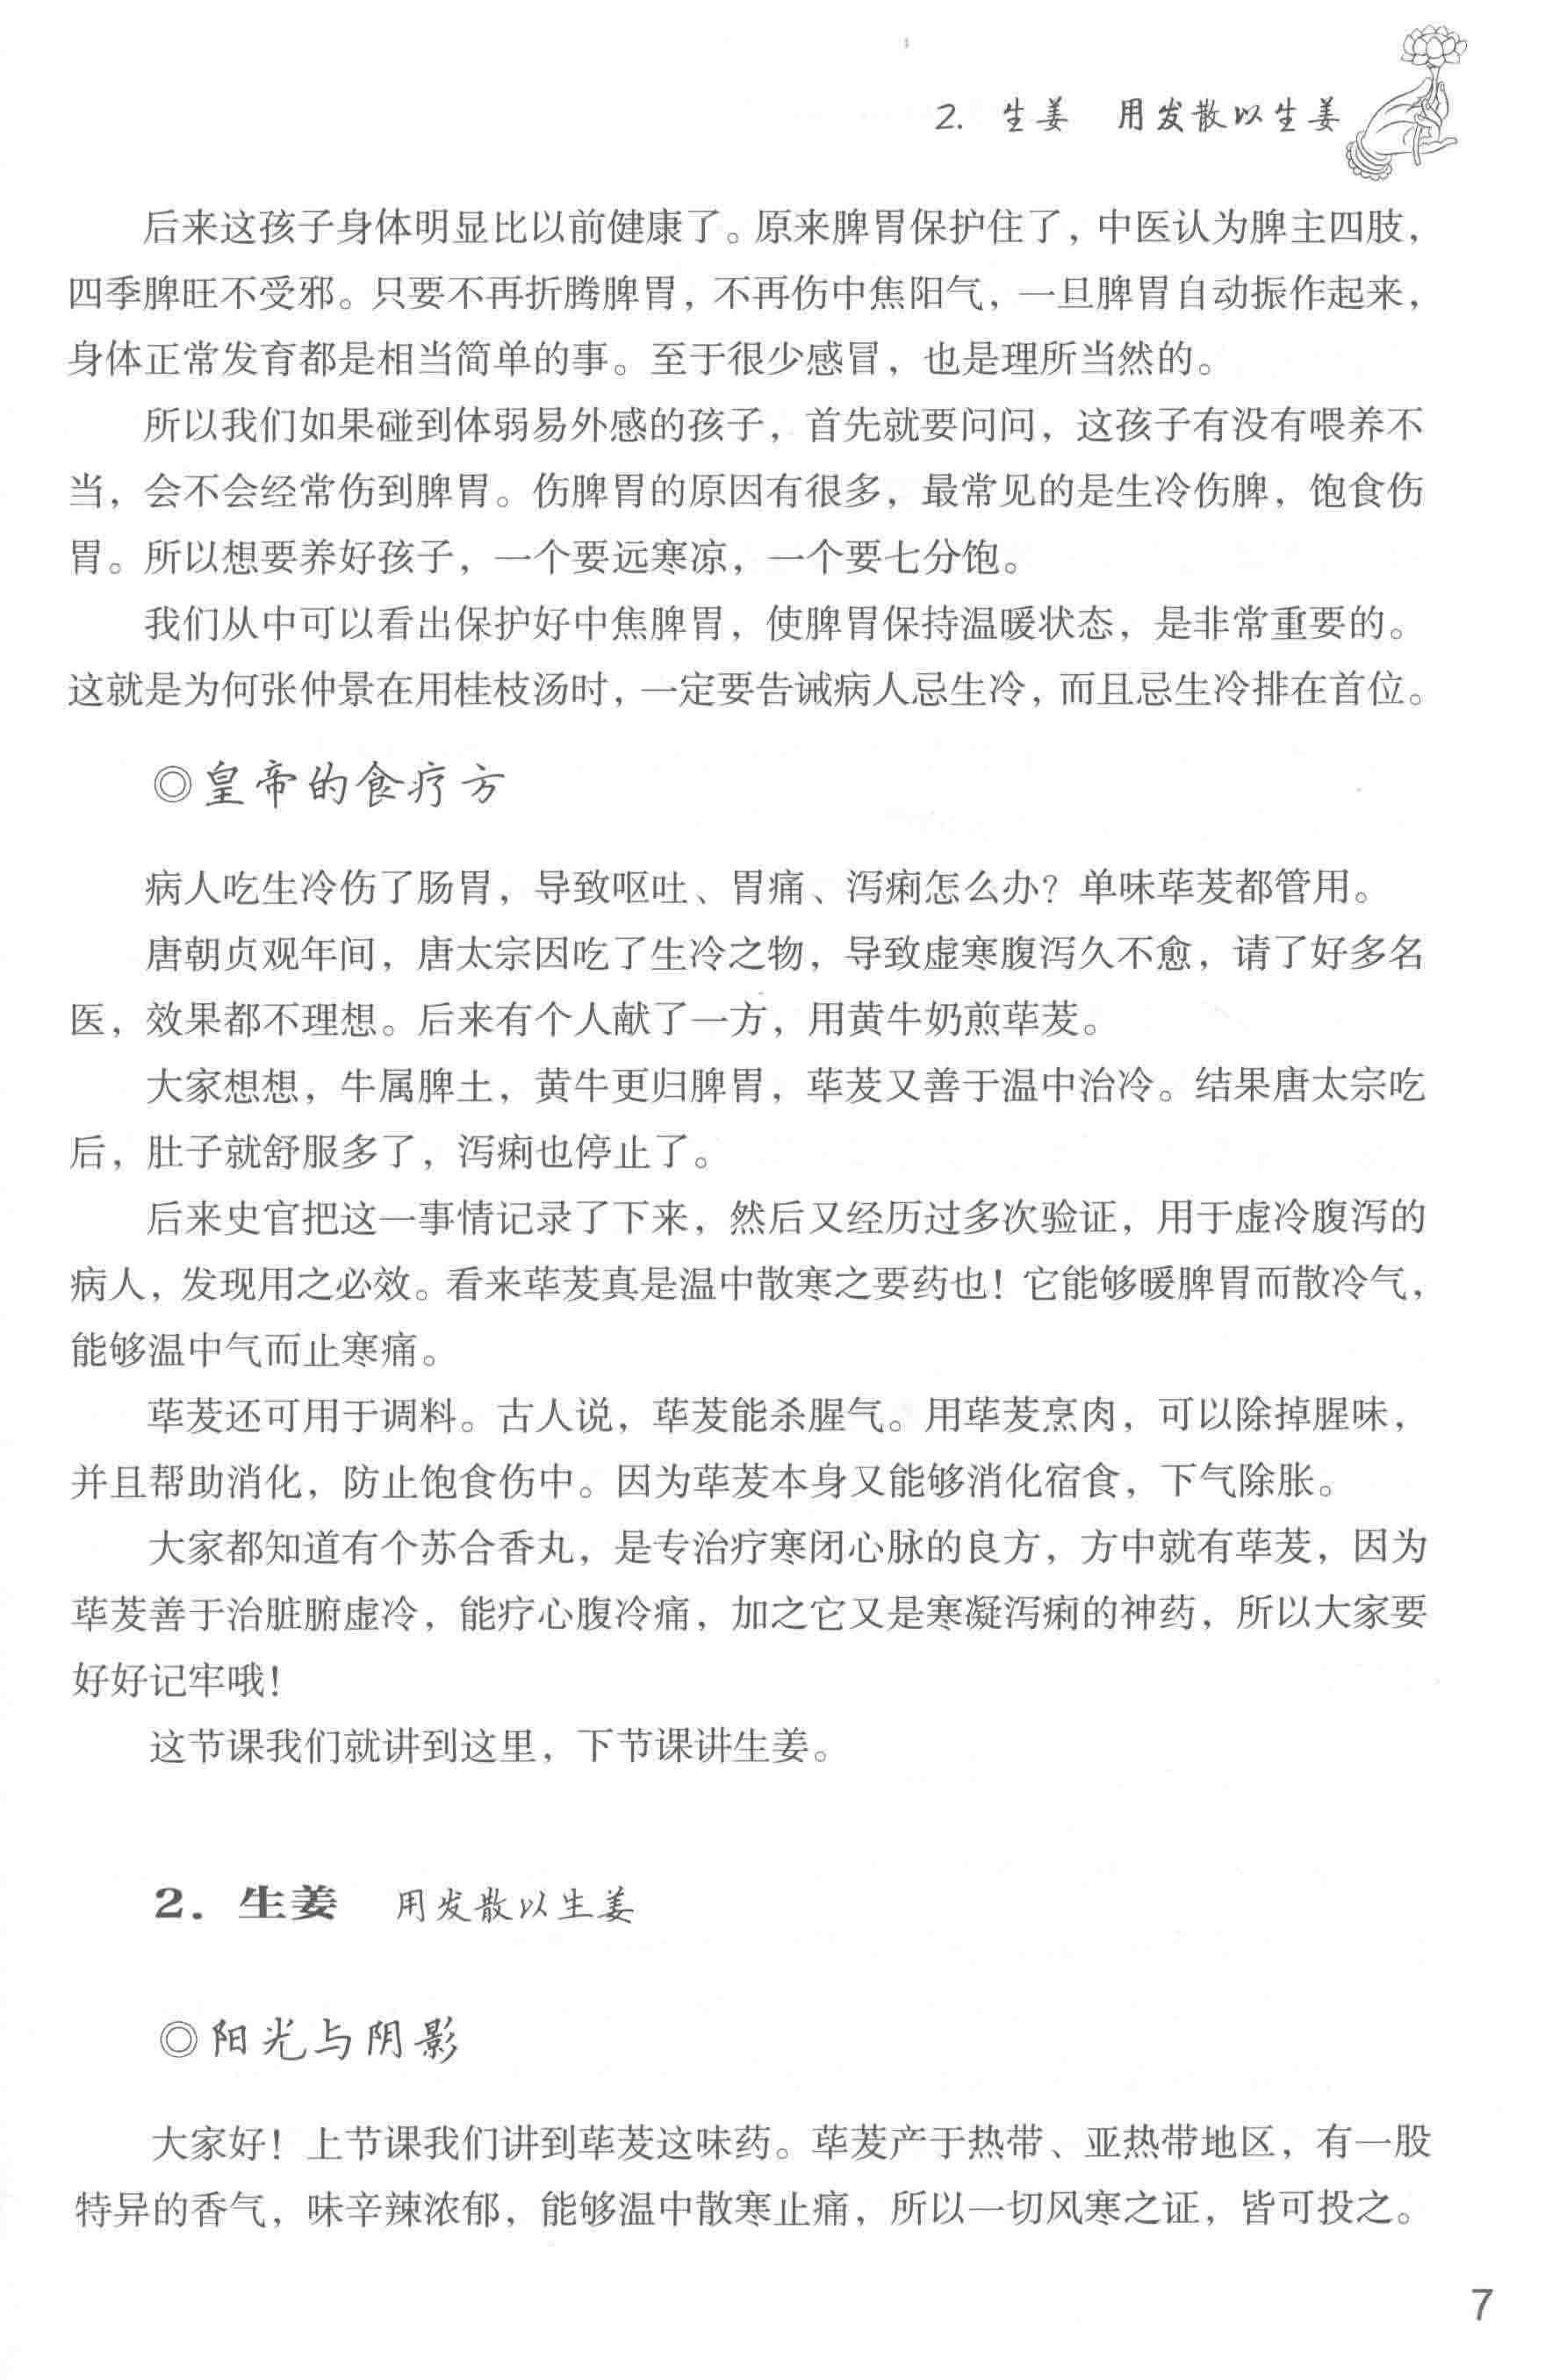 2. 生姜 用发散以生姜
后来这孩子身体明显比以前健康了。原来脾胃保护住了，中医认为脾主四肢，
四季脾旺不受邪。只要不再折腾脾胃，不再伤中焦阳气，一旦脾胃自动振作起来，
身体正常发育都是相当简单的事。至于很少感冒，也是理所当然的。
所以我们如果碰到体弱易外感的孩子，首先就要问问，这孩子有没有喂养不
当，会不会经常伤到脾胃。伤脾胃的原因有很多，最常见的是生冷伤脾，饱食伤
胃。所以想要养好孩子，一个要远寒凉，一个要七分饱。
我们从中可以看出保护好中焦脾胃，使脾胃保持温暖状态，是非常重要的。
这就是为何张仲景在用桂枝汤时，一定要告诫病人忌生冷，而且忌生冷排在首位。
◎皇帝的食疗方
病人吃生冷伤了肠胃，导致呕吐、胃痛、泻痢怎么办？单味荜茇都管用。
唐朝贞观年间，唐太宗因吃了生冷之物，导致虚寒腹泻久不愈，请了好多名
医，效果都不理想。后来有个人献了一方，用黄牛奶煎荜茇。
大家想想，牛属脾土，黄牛更归脾胃，荜茇又善于温中治冷。结果唐太宗吃
后，肚子就舒服多了，泻痢也停止了。
后来史官把这一事情记录了下来，然后又经历过多次验证，用于虚冷腹泻的
病人，发现用之必效。看来荜茇真是温中散寒之要药也！它能够暖脾胃而散冷气，
能够温中气而止寒痛。
荜茇还可用于调料。古人说，荜茇能杀腥气。用荜茇烹肉，可以除掉腥味，
并且帮助消化，防止饱食伤中。因为荜茇本身又能够消化宿食，下气除胀。
大家都知道有个苏合香丸，是专治疗寒闭心脉的良方，方中就有荜茇，因为
荜茇善于治脏腑虚冷，能疗心腹冷痛，加之它又是寒凝泻痢的神药，所以大家要
好好记牢哦！
这节课我们就讲到这里，下节课讲生姜。
2. 生姜 用发散以生姜
◎阳光与阴影
大家好！上节课我们讲到荜茇这味药。荜茇产于热带、亚热带地区，有一股
特异的香气，味辛辣浓郁，能够温中散寒止痛，所以一切风寒之证，皆可投之。
7